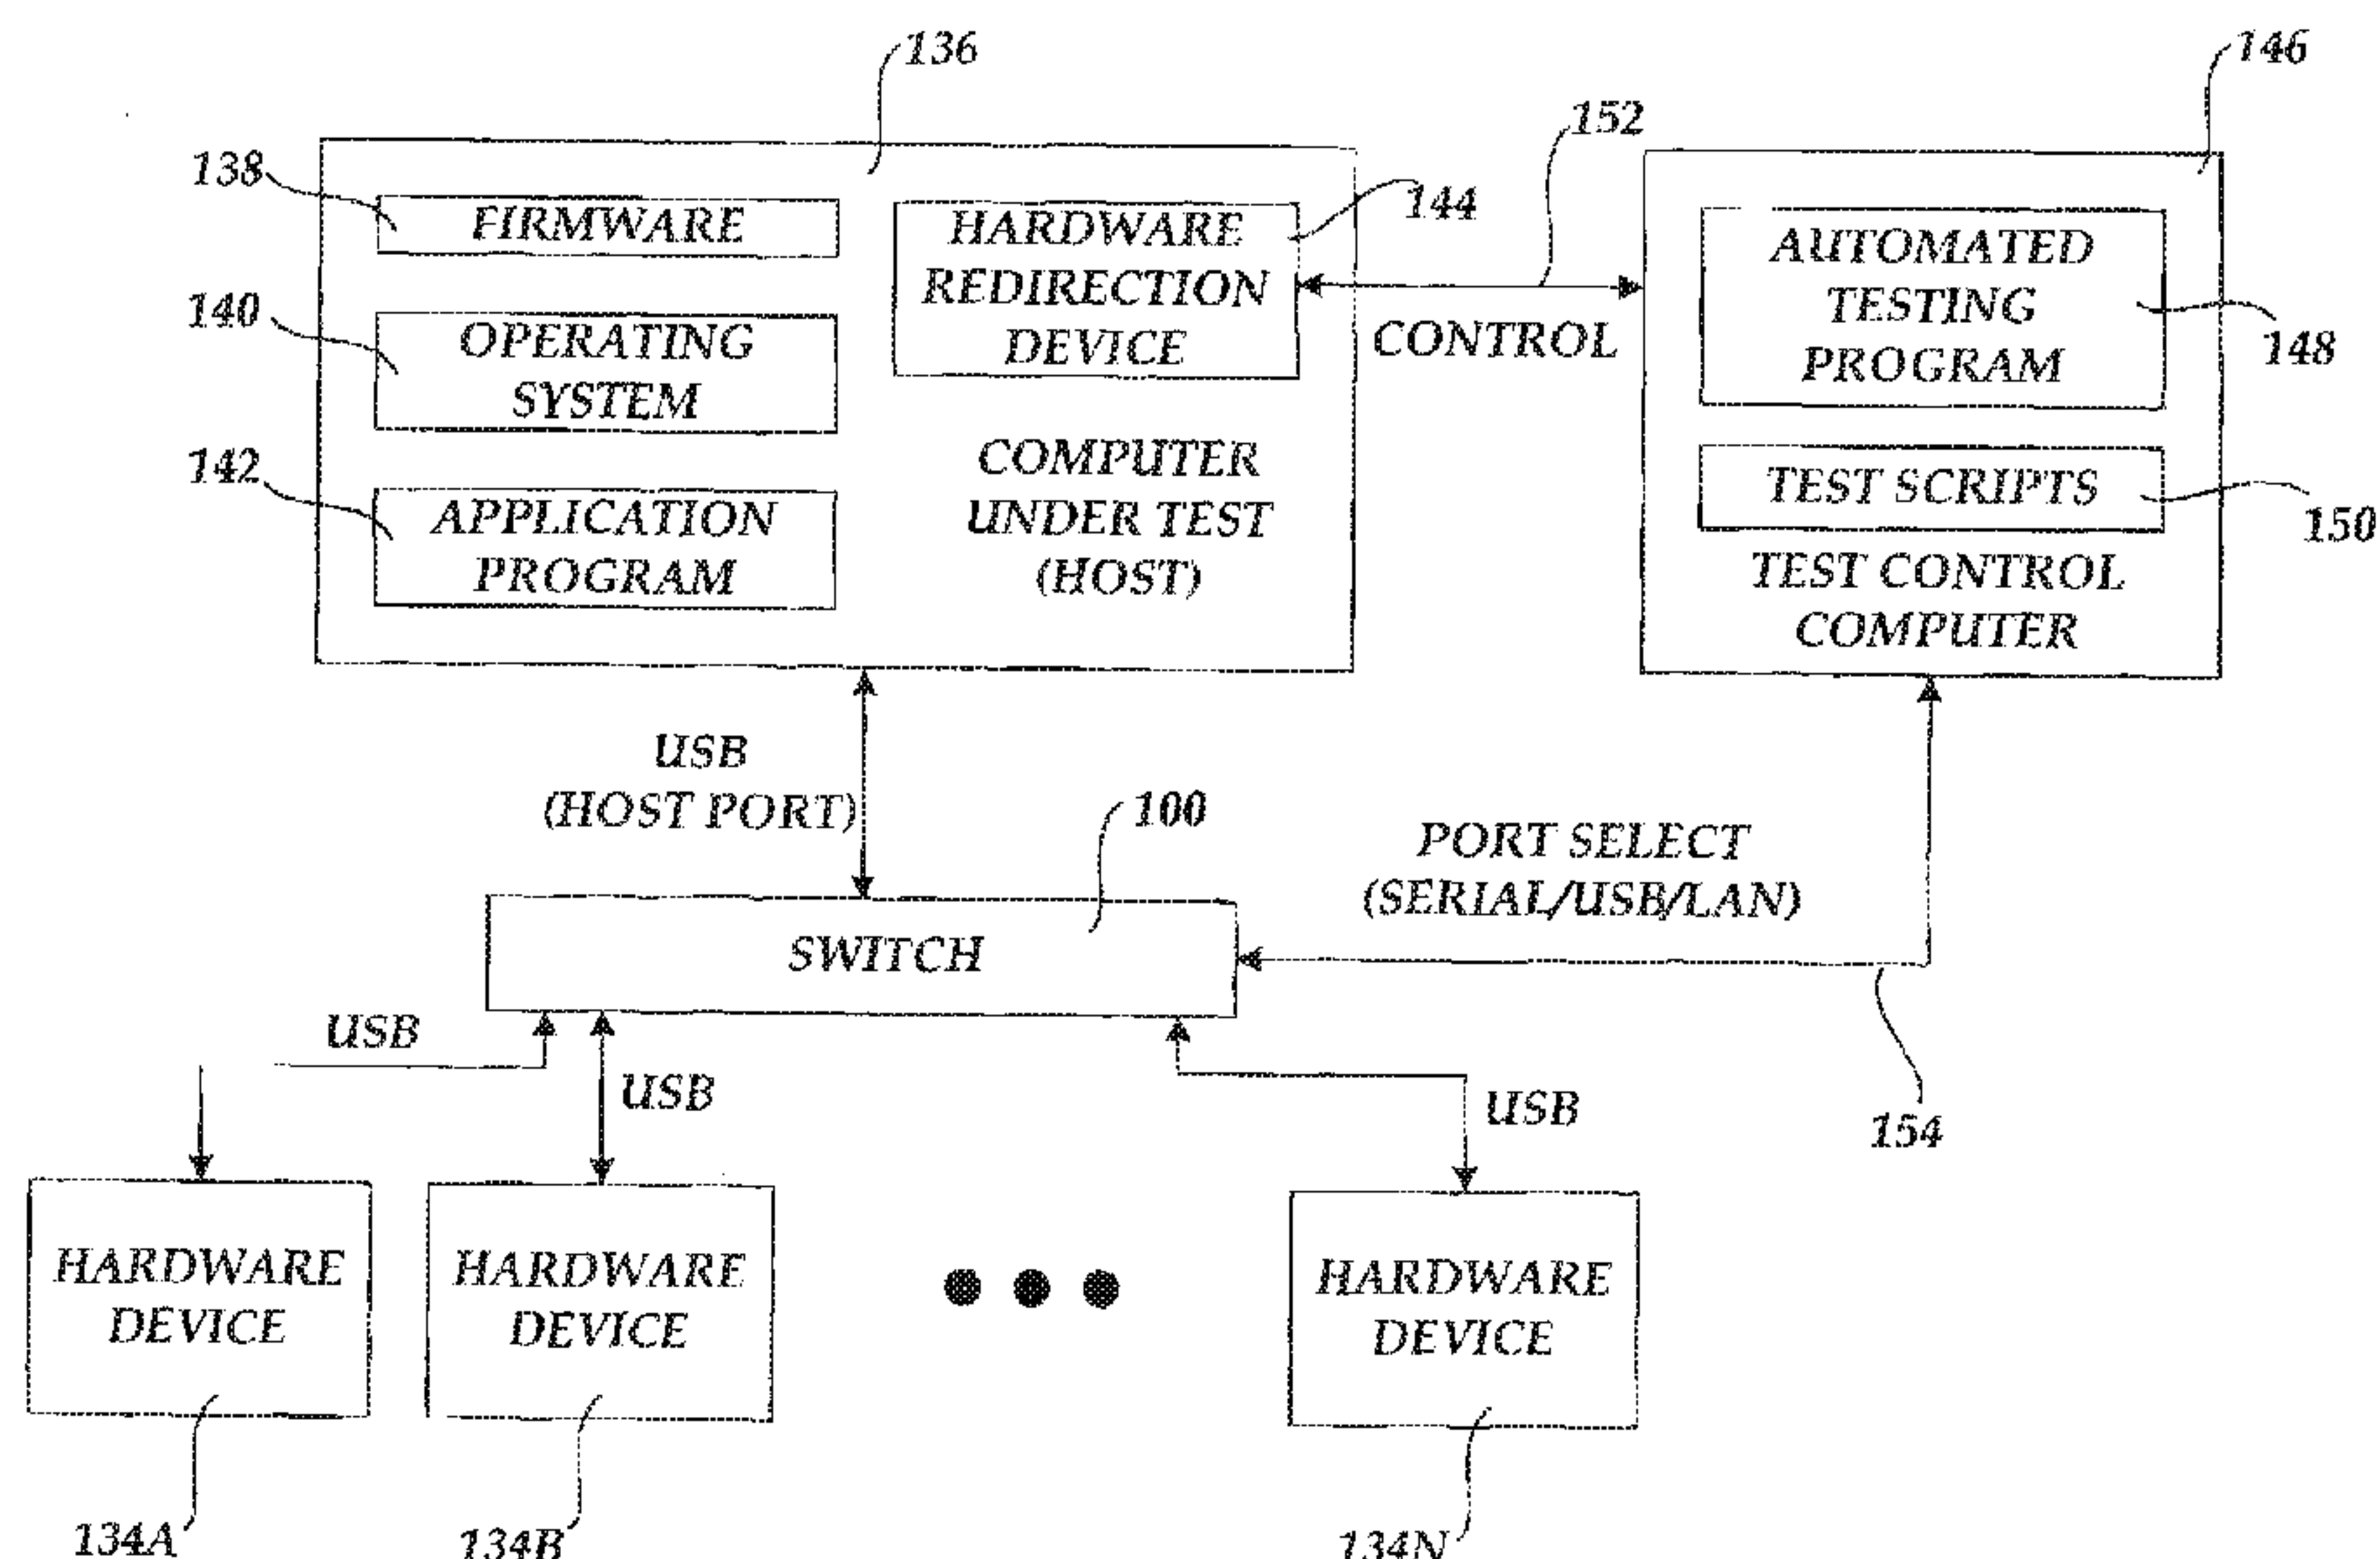 136
146
152
138
FIRMWARE
HARDWARE
REDIRECTION
DEVICE
144
AUTOMATED
TESTING
PROGRAM
148
140
OPERATING
SYSTEM
CONTROL
142
APPLICATION
PROGRAM
COMPUTER
UNDER TEST
(HOST)
TEST SCRIPTS
150
TEST CONTROL
COMPUTER
USB
(HOST PORT)
100
PORT SELECT
(SERIAL/USB/LAN)
SWITCH
USB
USB
USB
154
HARDWARE
DEVICE
HARDWARE
DEVICE
HARDWARE
DEVICE
134A
134B
134N